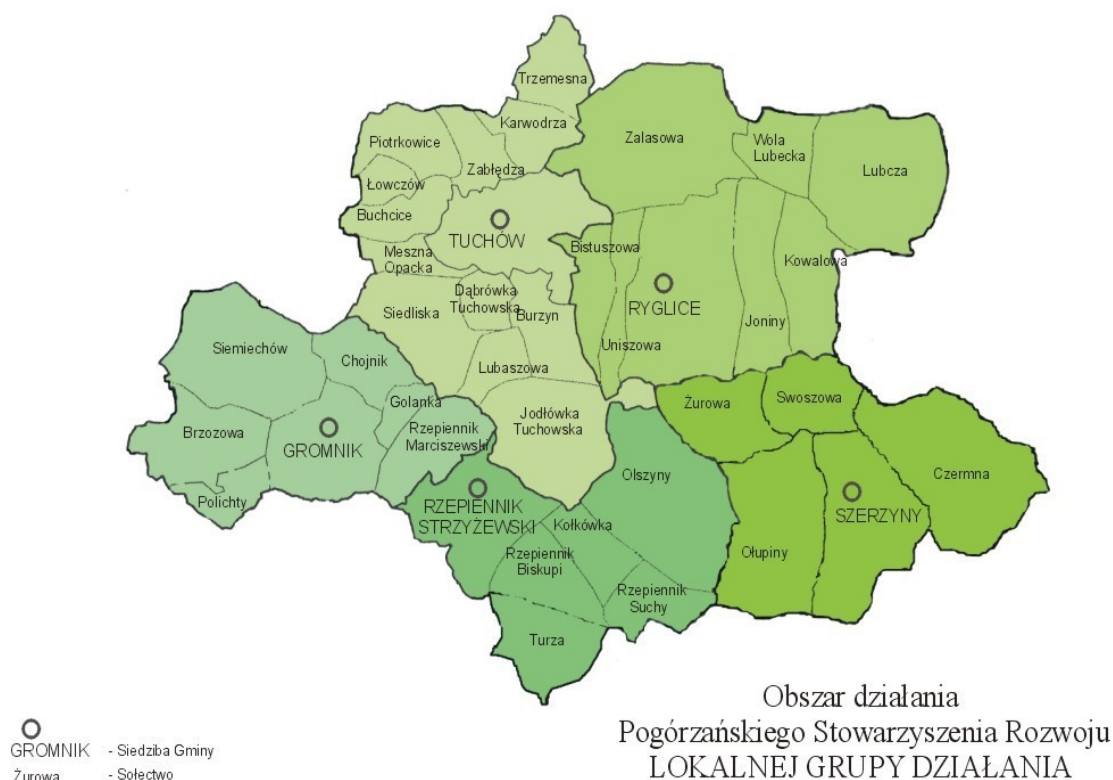 Trzemesna
Karwodrza
Piotrkowice
Zabłędza
Łowczów
Buchcice
TUCHÓW
Meszna
Opacka
Dąbrówka
Tuchowska
Siedliska
Burzyn
Lubaszowa
Jodłówka
Tuchowska
Zalasowa
Wola
Lubecka
Lubcza
Bistuszowa
Kowalowa
RYGLICE
Uniszowa
Joniny
Siemiechów
Chojnik
Golanka
Brzozowa
GROMNIK
Rzepiennik
Marciszewski
Polichty
Żurowa
Swoszowa
Czermna
SZERZYNY
Ołupiny
Olszyny
RZEPIENNIK
STRZYŻEWSKI
Kołkówka
Rzepiennik
Biskupi
Rzepiennik
Suchy
Turza
Obszar działania
Pogórzańskiego Stowarzyszenia Rozwoju
LOKALNEJ GRUPY DZIAŁANIA
GROMNIK - Siedziba Gminy
Żurowa - Sołectwo